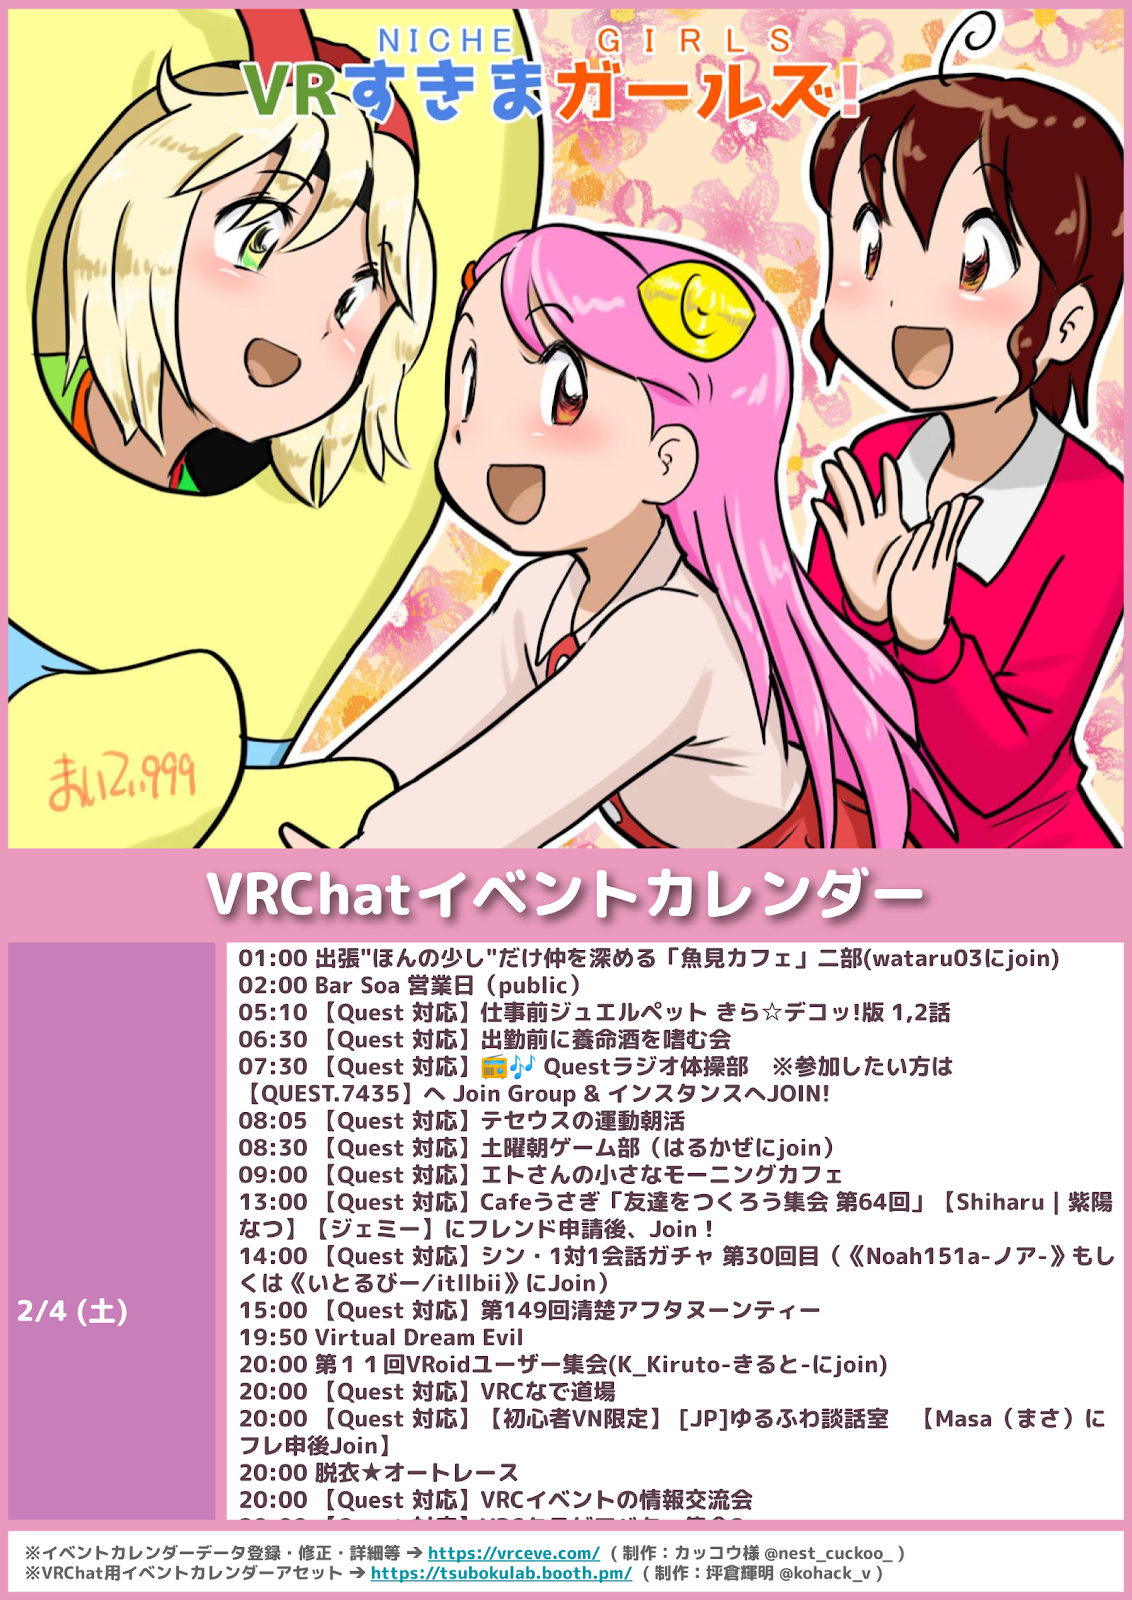 NICHE GIRLS
VRすきまガールズ!
まいてぃ999
VRChatイベントカレンダー
2/4 (土)
01:00 出張"ほんの少し"だけ仲を深める「魚見カフェ」二部(wataru03にjoin)
02:00 Bar Soa 営業日（public）
05:10 【Quest 対応】仕事前ジュエルペット きら☆デコッ!版 1,2話
06:30 【Quest 対応】出勤前に養命酒を嗜む会
07:30 【Quest 対応】📻🎶 Questラジオ体操部　※参加したい方は
【QUEST.7435】へ Join Group & インスタンスへJOIN!
08:05 【Quest 対応】テセウスの運動朝活
08:30 【Quest 対応】土曜朝ゲーム部（はるかぜにjoin）
09:00 【Quest 対応】エトさんの小さなモーニングカフェ
13:00 【Quest 対応】Cafeうさぎ「友達をつくろう集会 第64回」【Shiharu | 紫陽
なつ】【ジェミー】にフレンド申請後、Join！
14:00 【Quest 対応】シン・1対1会話ガチャ 第30回目（《Noah151a-ノア-》もし
くは《いとるびー/itllbii》にJoin）
15:00 【Quest 対応】第149回清楚アフタヌーンティー
19:50 Virtual Dream Evil
20:00 第１１回VRoidユーザー集会(K_Kiruto-きると-にjoin)
20:00 【Quest 対応】VRCなで道場
20:00 【Quest 対応】【初心者VN限定】 [JP]ゆるふわ談話室　【Masa（まさ）に
フレ申後Join】
20:00 脱衣★オートレース
20:00 【Quest 対応】VRCイベントの情報交流会
※イベントカレンダーデータ登録・修正・詳細等 ➔ https://vrceve.com/ ( 制作：カッコウ様 @nest_cuckoo_ )
※VRChat用イベントカレンダーアセット ➔ https://tsubokulab.booth.pm/ ( 制作：坪倉輝明 @kohack_v )